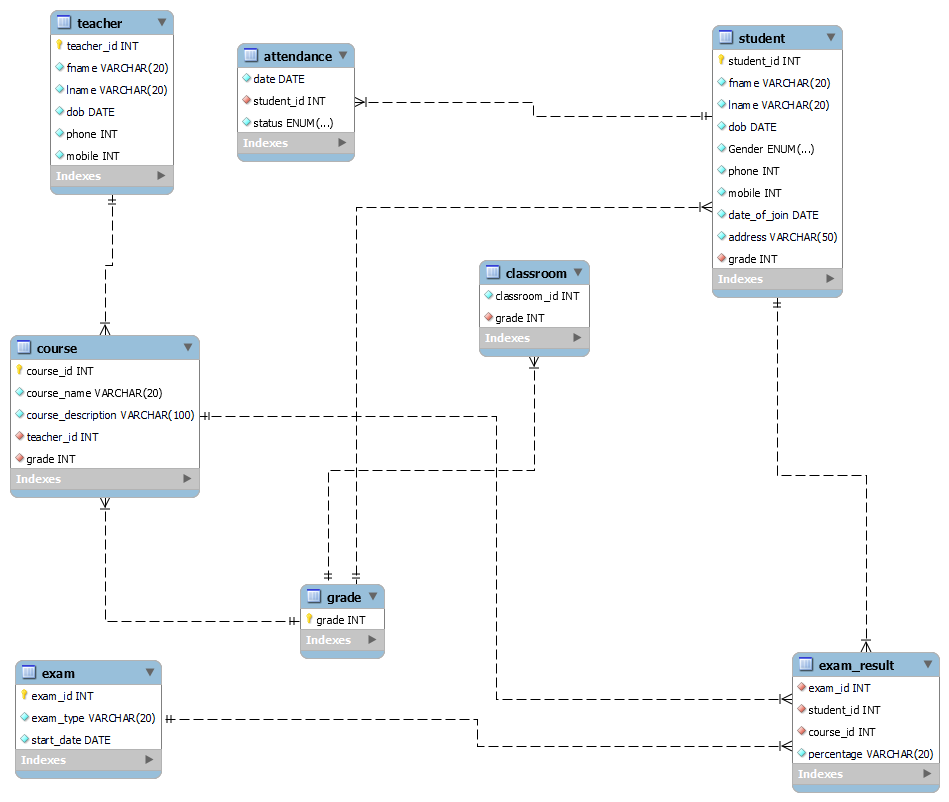 teacher
teacher_id INT
fname VARCHAR(20)
lname VARCHAR(20)
dob DATE
phone INT
mobile INT
Indexes
attendance
date DATE
student_id INT
status ENUM(...)
Indexes
student
student_id INT
fname VARCHAR(20)
lname VARCHAR(20)
dob DATE
Gender ENUM(...)
phone INT
mobile INT
date_of_join DATE
address VARCHAR(50)
grade INT
Indexes
classroom
classroom_id INT
grade INT
Indexes
course
course_id INT
course_name VARCHAR(20)
course_description VARCHAR(100)
teacher_id INT
grade INT
Indexes
grade
grade INT
Indexes
exam
exam_id INT
exam_type VARCHAR(20)
start_date DATE
Indexes
exam_result
exam_id INT
student_id INT
course_id INT
percentage VARCHAR(20)
Indexes